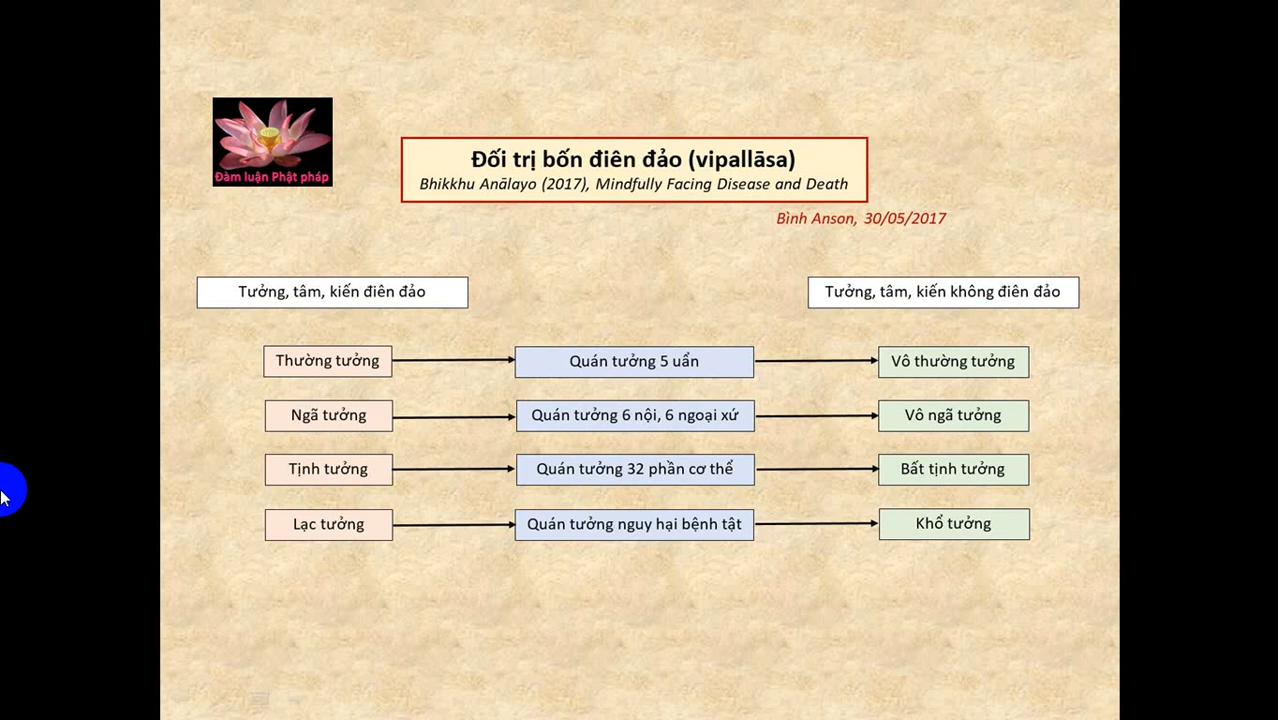 Đàm luận Phật pháp
Đối trị bốn điên đảo (vipallāsa)
Bhikkhu Anālayo (2017), Mindfully Facing Disease and Death
Bình Anson, 30/05/2017
Tưởng, tâm, kiến điên đảo
Tưởng, tâm, kiến không điên đảo
Thường tưởng
Quán tưởng 5 uẩn
Vô thường tưởng
Ngã tưởng
Quán tưởng 6 nội, 6 ngoại xứ
Vô ngã tưởng
Tịnh tưởng
Quán tưởng 32 phần cơ thể
Bất tịnh tưởng
Lạc tưởng
Quán tưởng nguy hại bệnh tật
Khổ tưởng